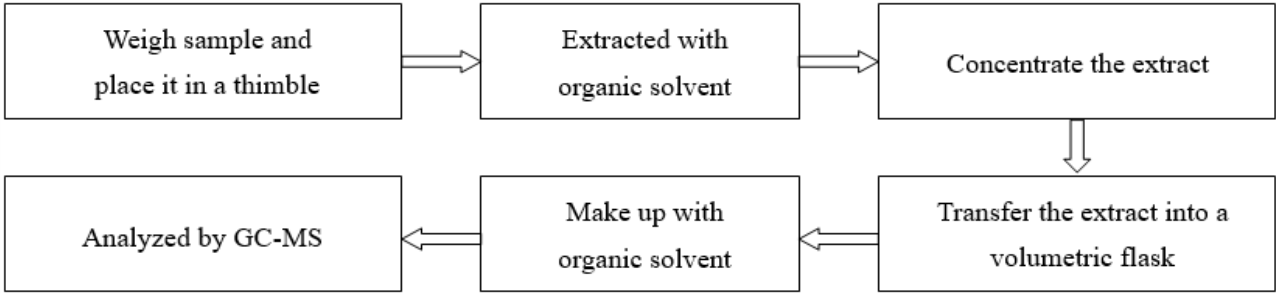 Weigh sample and
place it in a thimble
Extracted with
organic solvent
Concentrate the extract
Transfer the extract into a
volumetric flask
Make up with
organic solvent
Analyzed by GC-MS